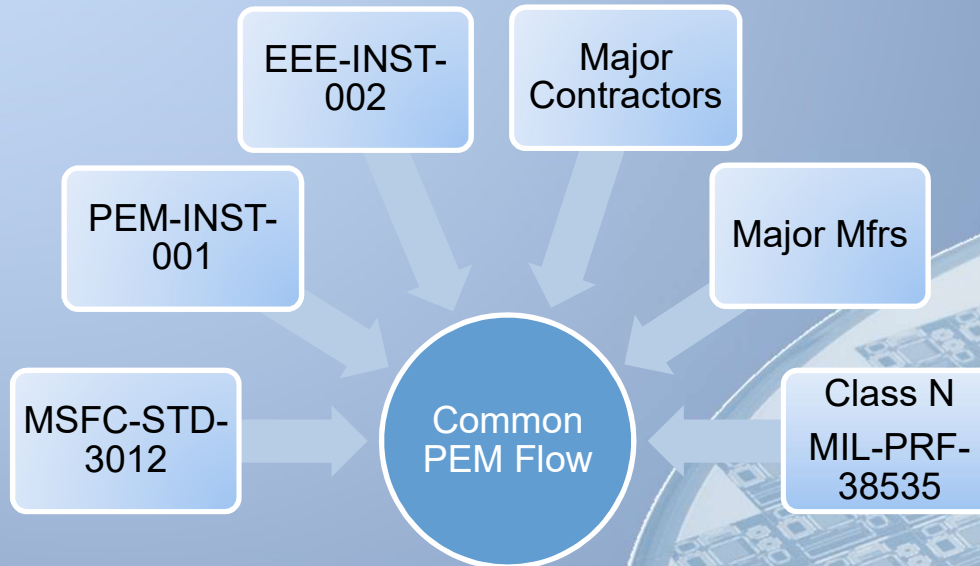 EEE-INST-
002
Major
Contractors
PEM-INST-
001
Major Mfrs
MSFC-STD-
3012
Common
PEM Flow
Class N
MIL-PRF-
38535